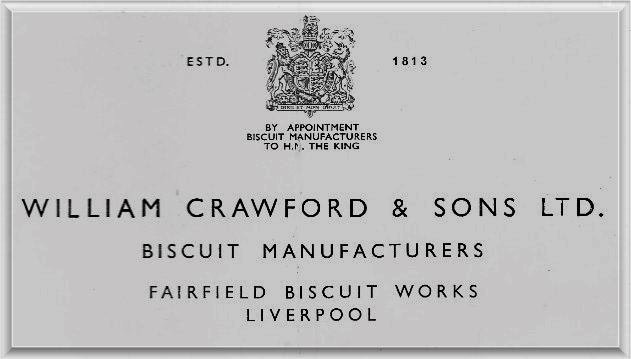 ESTD. 1813
BY APPOINTMENT
BISCUIT MANUFACTURERS
TO H.M. THE KING
WILLIAM CRAWFORD & SONS LTD.
BISCUIT MANUFACTURERS
FAIRFIELD BISCUIT WORKS
LIVERPOOL